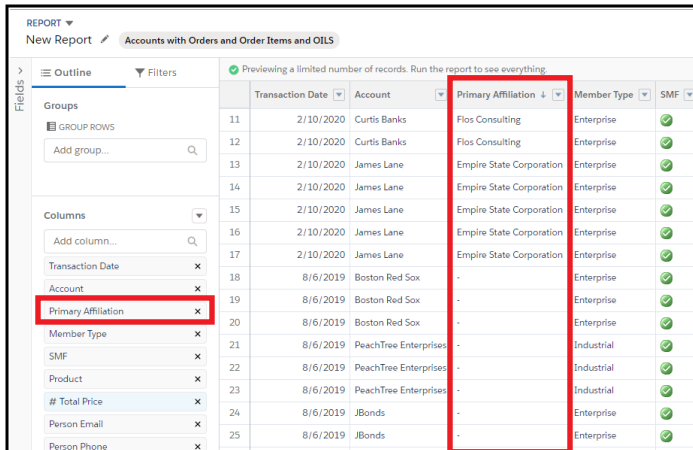 REPORT
New Report Accounts with Orders and Order Items and OILS
Fields
Outline Filters
Groups
GROUP ROWS
Add group...
Columns
Add column...
Transaction Date
Account
Primary Affiliation
Member Type
SMF
Product
# Total Price
Person Email
Person Phone
Previewing a limited number of records. Run the report to see everything.
Transaction Date Account Primary Affiliation ↓ Member Type SMF
11 2/10/2020 Curtis Banks Flos Consulting Enterprise
12 2/10/2020 Curtis Banks Flos Consulting Enterprise
13 2/10/2020 James Lane Empire State Corporation Enterprise
14 2/10/2020 James Lane Empire State Corporation Enterprise
15 2/10/2020 James Lane Empire State Corporation Enterprise
16 2/10/2020 James Lane Empire State Corporation Enterprise
17 2/10/2020 James Lane Empire State Corporation Enterprise
18 8/6/2019 Boston Red Sox - Enterprise
19 8/6/2019 Boston Red Sox - Enterprise
20 8/6/2019 Boston Red Sox - Enterprise
21 8/6/2019 PeachTree Enterprises - Industrial
22 8/6/2019 PeachTree Enterprises - Industrial
23 8/6/2019 PeachTree Enterprises - Industrial
24 8/6/2019 JBonds - Enterprise
25 8/6/2019 JBonds - Enterprise